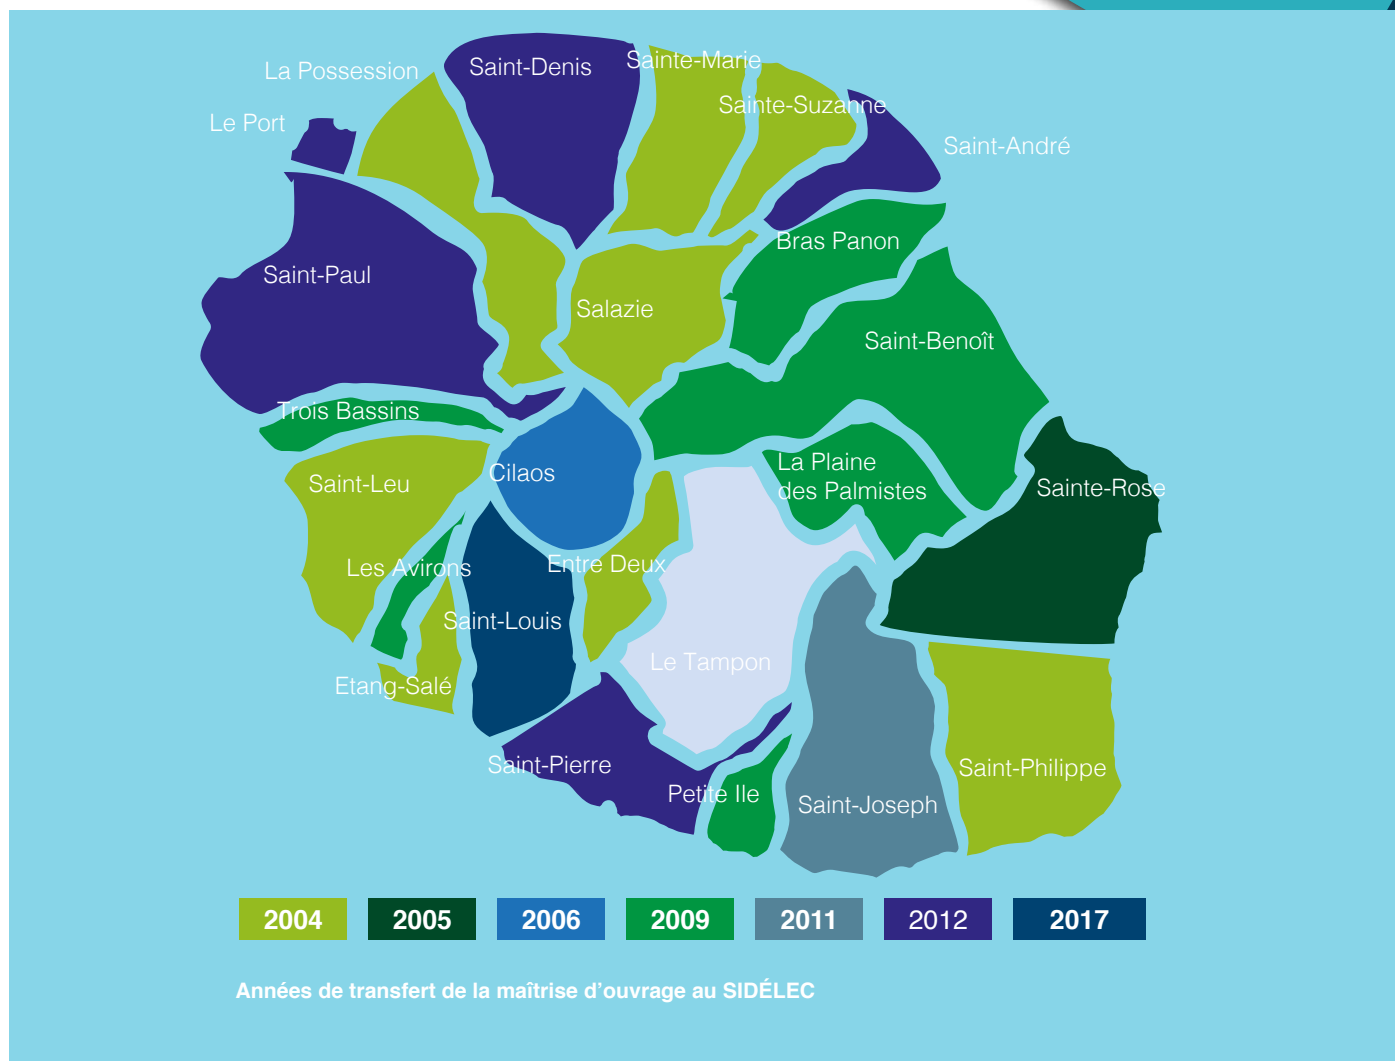 La Possession
Saint-Denis
Sainte-Marie
Sainte-Suzanne
Le Port
Saint-André
Bras Panon
Saint-Paul
Salazie
Saint-Benoît
Trois Bassins
La Plaine
des Palmistes
Cilaos
Saint-Leu
Sainte-Rose
Les Avirons
Entre Deux
Saint-Louis
Le Tampon
Etang-Salé
Saint-Pierre
Petite Ile
Saint-Joseph
Saint-Philippe
2004
2005
2006
2009
2011
2012
2017
Années de transfert de la maîtrise d'ouvrage au SIDÉLEC